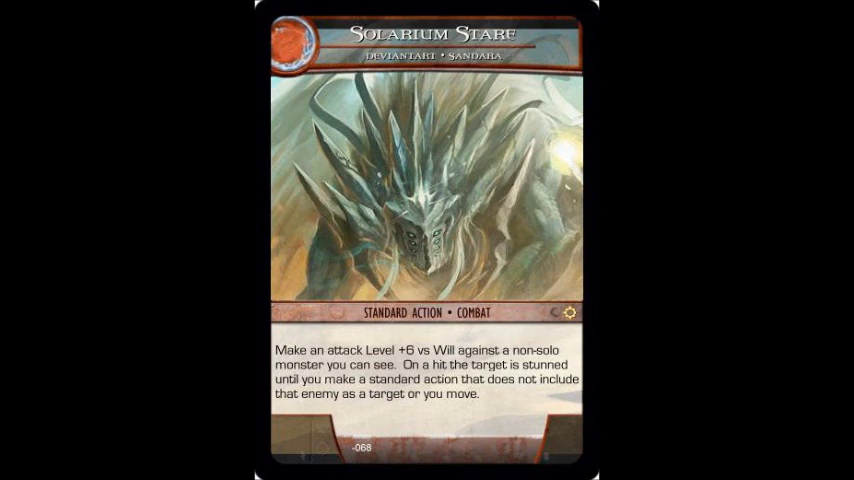 Solarium Stare
deviantart • Sandara
STANDARD ACTION • COMBAT
Make an attack Level +6 vs Will against a non-solo
monster you can see. On a hit the target is stunned
until you make a standard action that does not include
that enemy as a target or you move.
-068